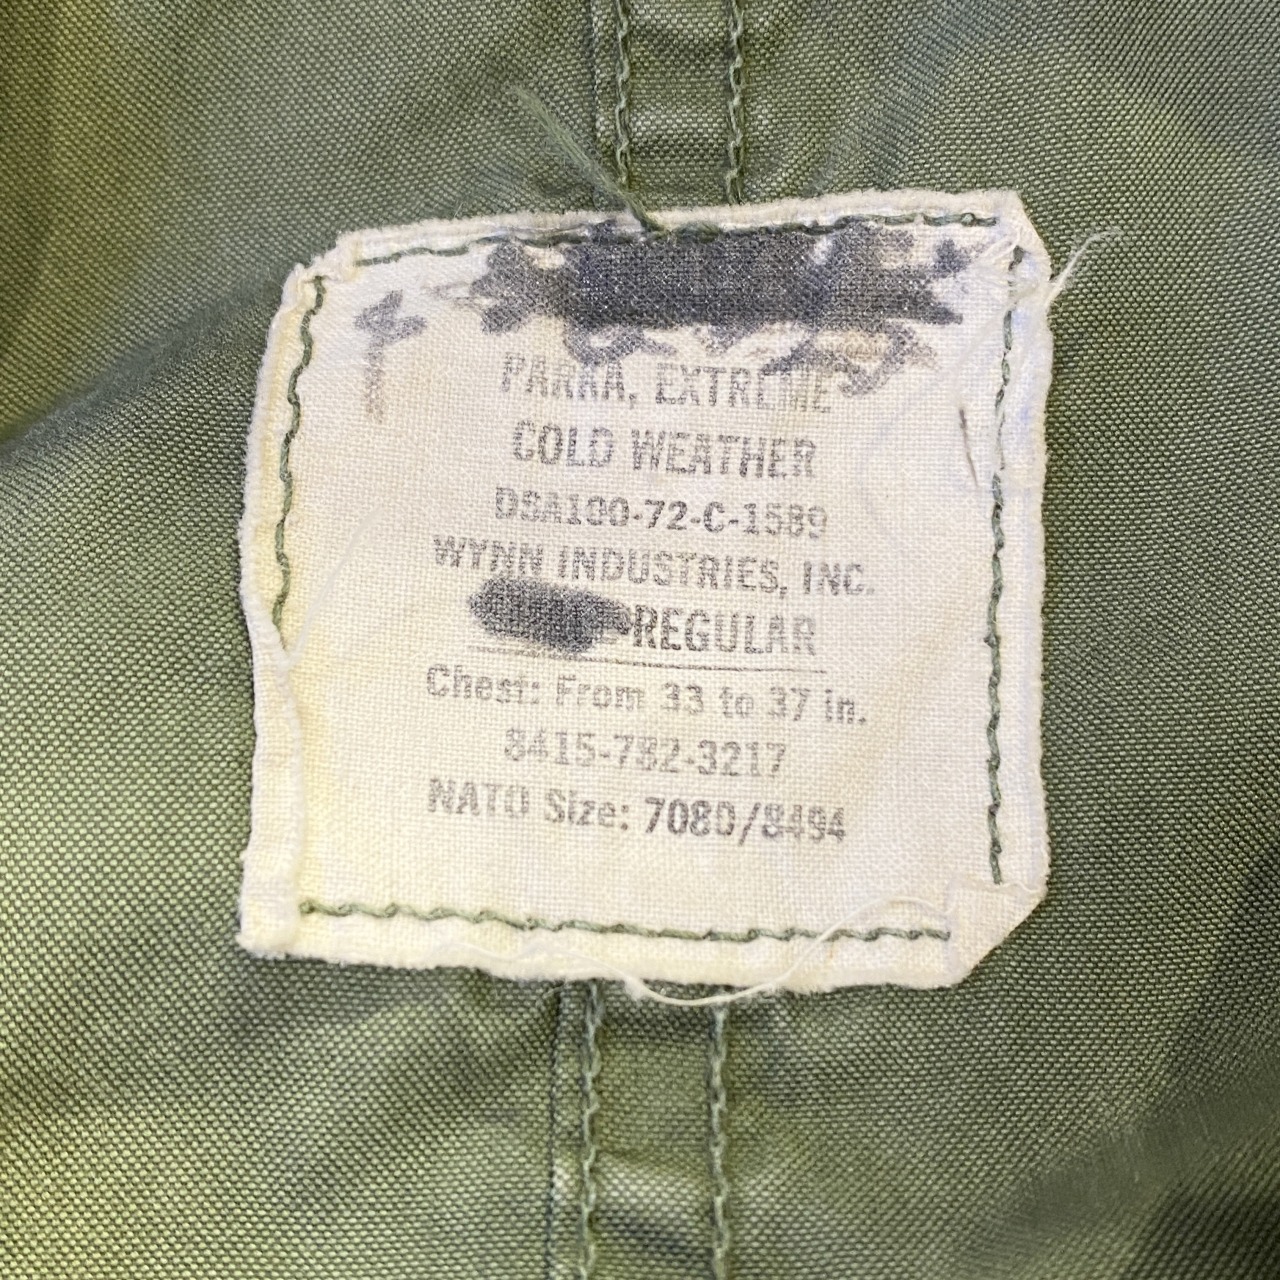 PARKA, EXTREME
COLD WEATHER
DSA100-72-C-1589
WYNN INDUSTRIES, INC.
REGULAR
Chest: From 33 to 37 in.
8415-782-3217
NATO Size: 7080/8494